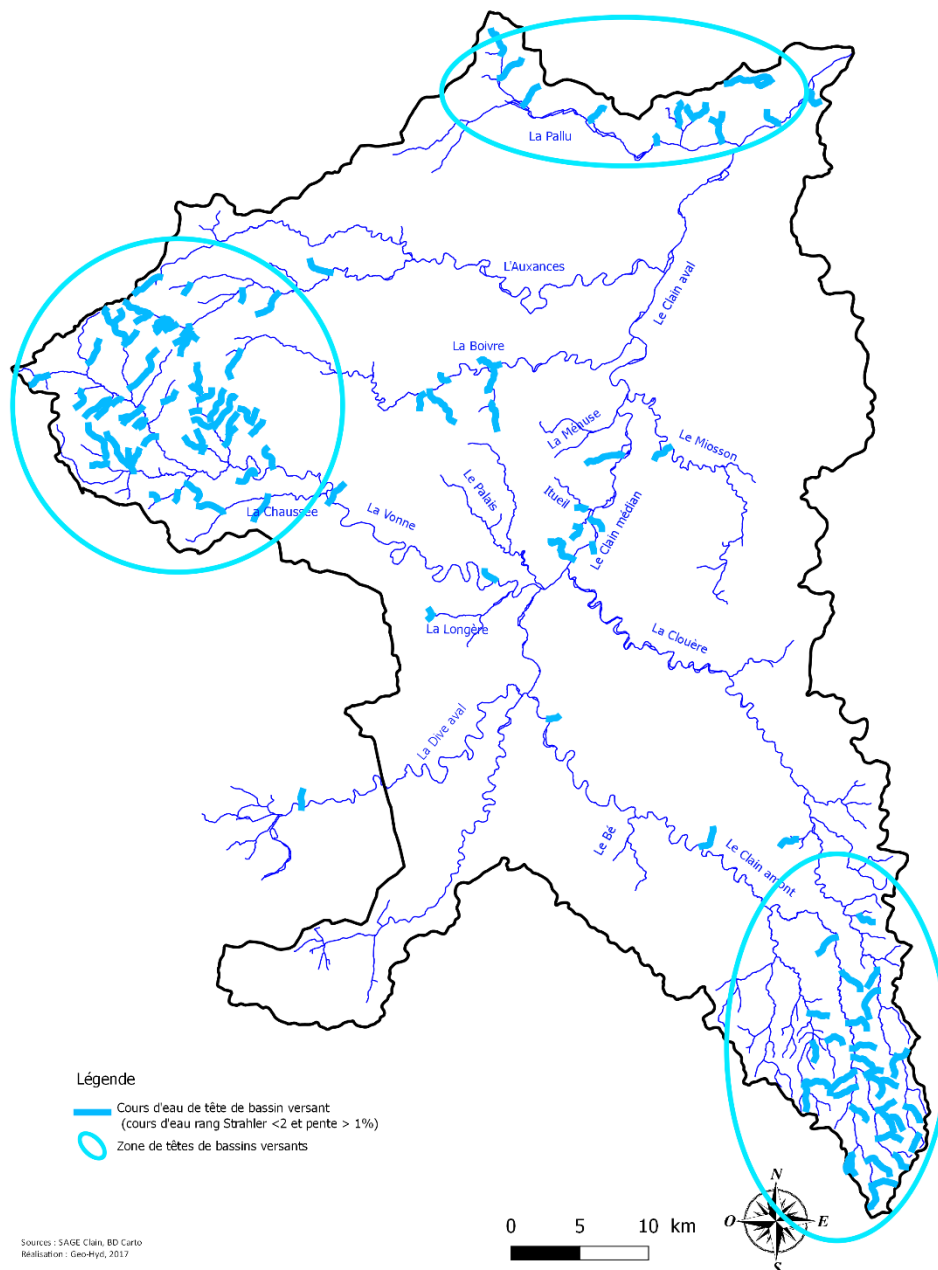 La Pallu
L'Auxances
Le Clain aval
La Boivre
La Ménuse
Le Miosson
Le Palais
Itueil
La Chaussée
La Vonne
Le Clain médian
La Longère
La Clouère
La Dive aval
Le Bé
Le Clain amont
Légende
Cours d'eau de tête de bassin versant
(cours d'eau rang Strahler <2 et pente > 1%)
Zone de têtes de bassins versants
N
O
E
S
0 5 10 km
Sources : SAGE Clain, BD Carto
Réalisation : Geo-Hyd, 2017